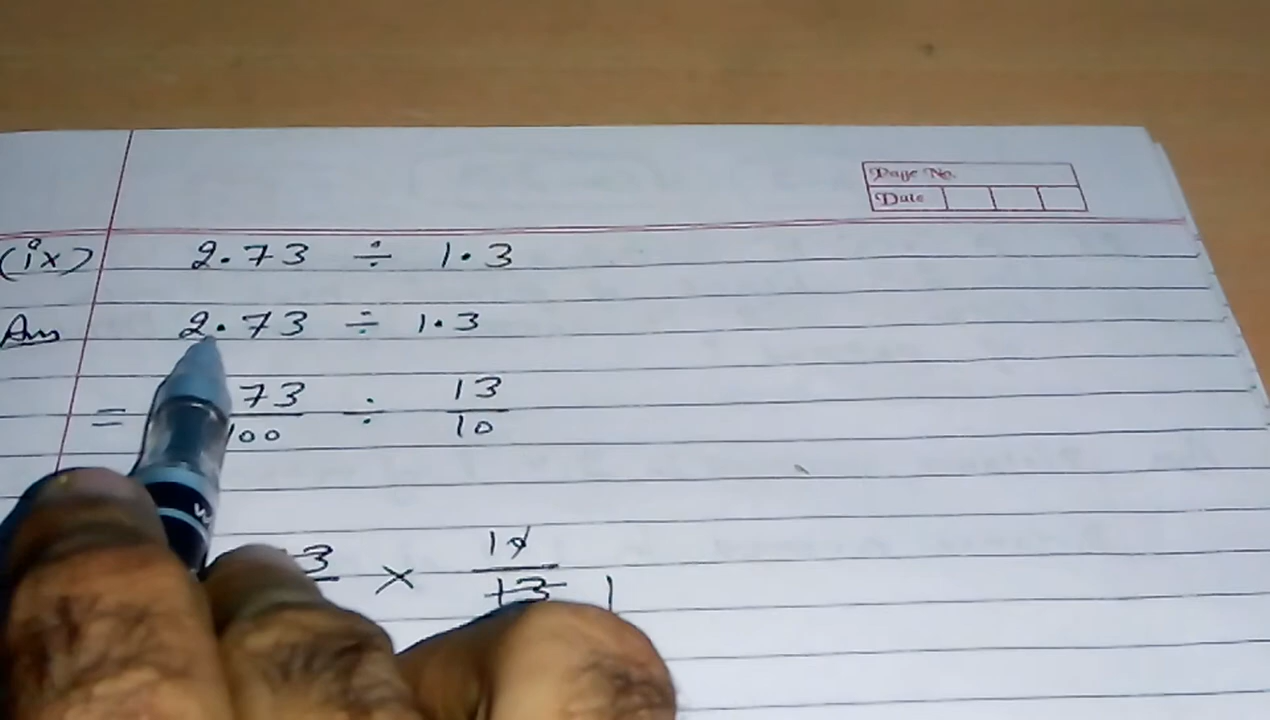 Page No.
Date
(ix) 2.73 ÷ 1.3
Ans 2.73 ÷ 1.3
= 73/100 ÷ 13/10
3 × 10/13 1